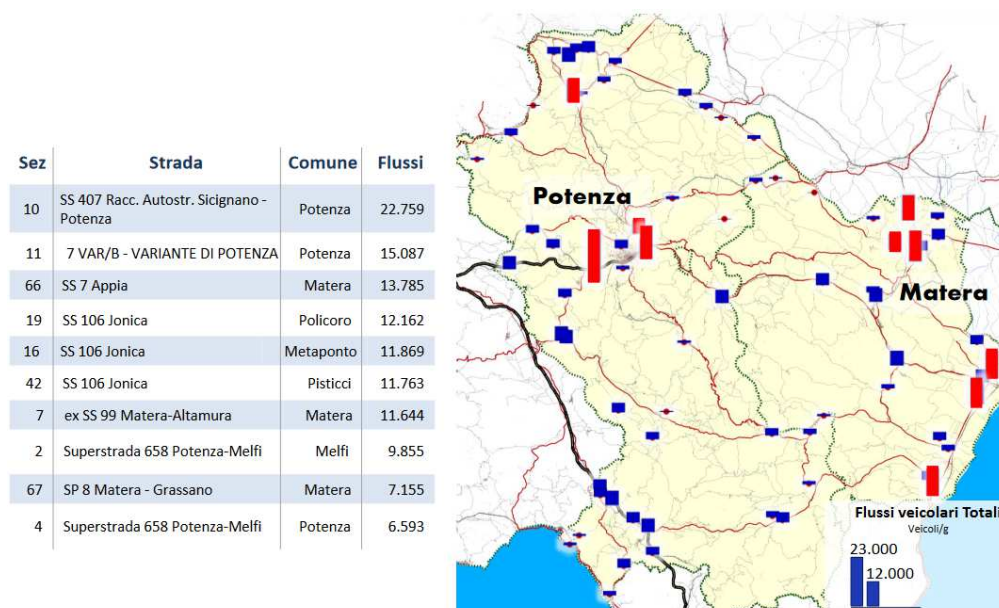 Sez Strada Comune Flussi
10 SS 407 Racc. Autostr. Sicignano - Potenza Potenza 22.759
11 7 VAR/B - VARIANTE DI POTENZA Potenza 15.087
66 SS 7 Appia Matera 13.785
19 SS 106 Jonica Policoro 12.162
16 SS 106 Jonica Metaponto 11.869
42 SS 106 Jonica Pisticci 11.763
7 ex SS 99 Matera-Altamura Matera 11.644
2 Superstrada 658 Potenza-Melfi Melfi 9.855
67 SP 8 Matera - Grassano Matera 7.155
4 Superstrada 658 Potenza-Melfi Potenza 6.593
Potenza
Matera
Flussi veicolari Totali
Veicoli/g
23.000
12.000